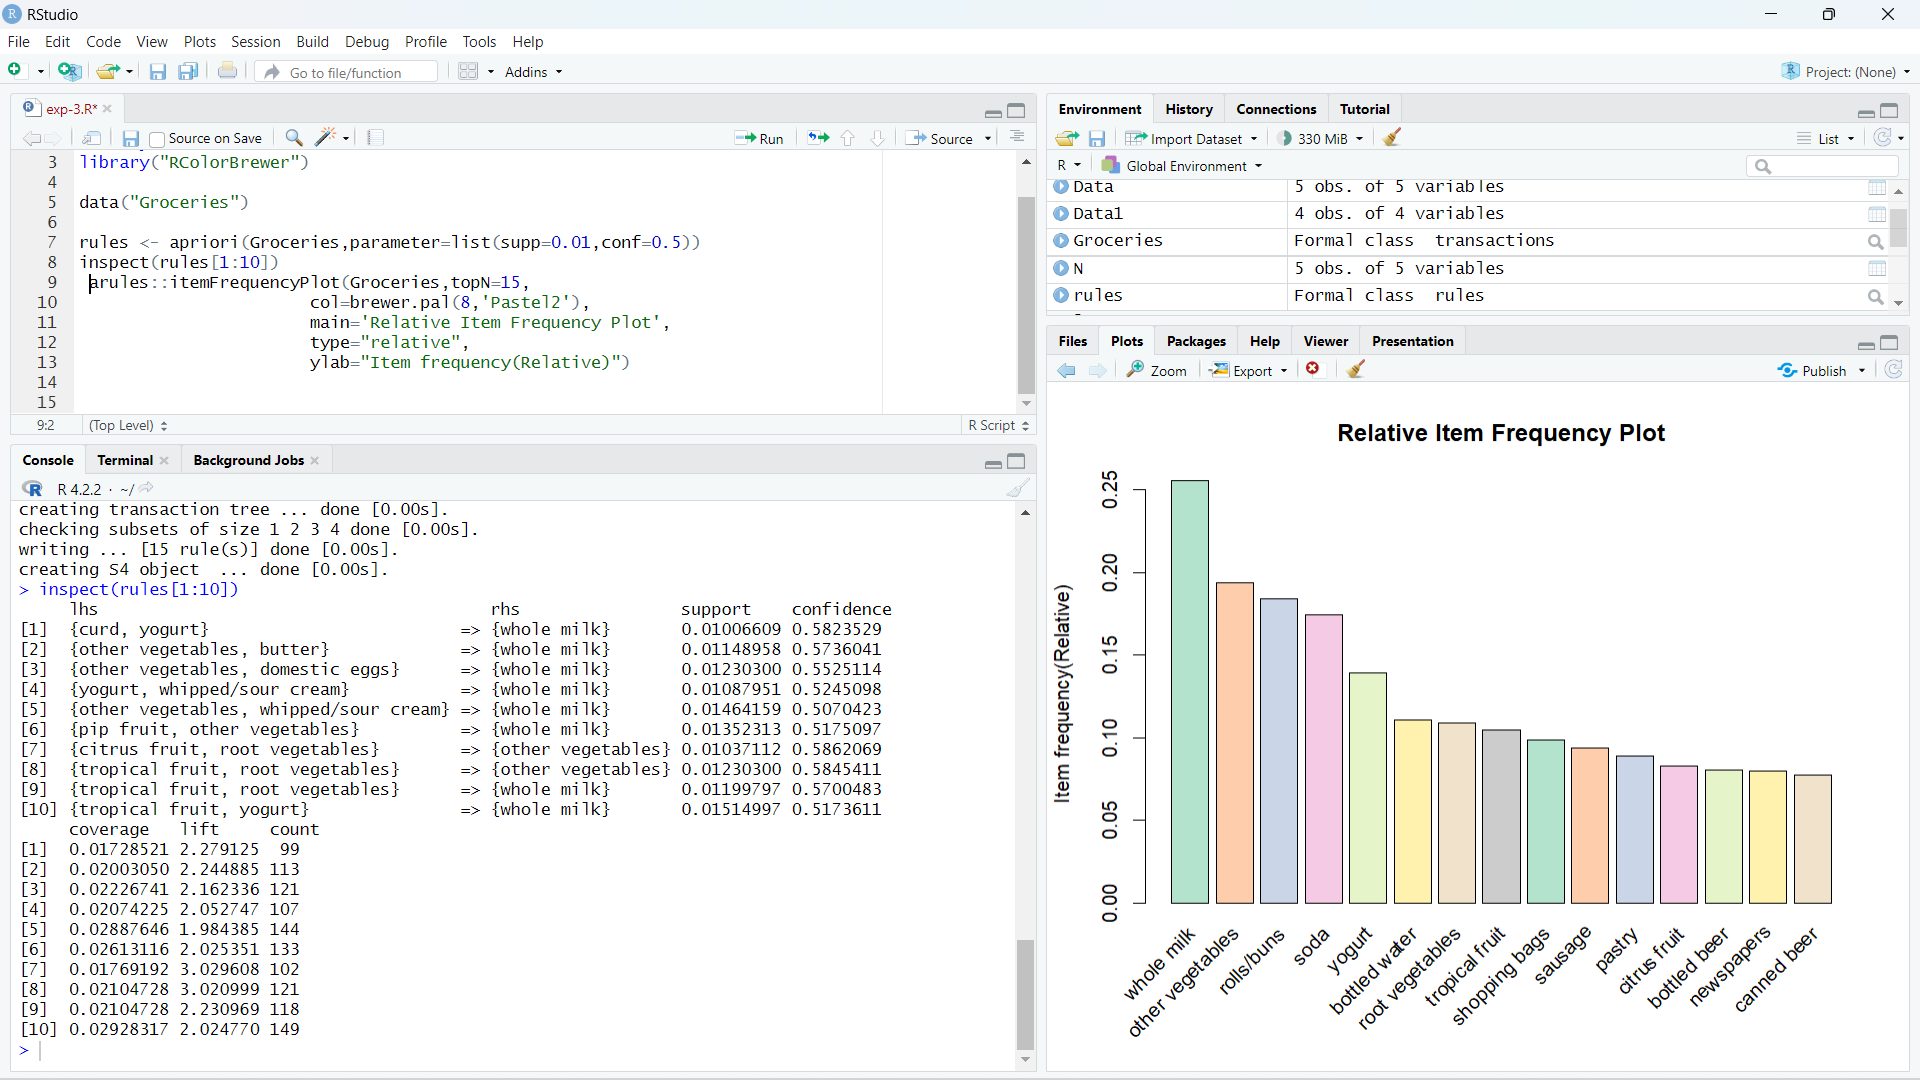 RStudio
File Edit Code View Plots Session Build Debug Profile Tools Help
Go to file/function Addins Project: (None)
exp-3.R*
Source on Save Run Source
3 library("RColorBrewer")
4
5 data("Groceries")
6
7 rules <- apriori(Groceries,parameter=list(supp=0.01,conf=0.5))
8 inspect(rules[1:10])
9 arules::itemFrequencyPlot(Groceries,topN=15,
10 col=brewer.pal(8,'Pastel2'),
11 main='Relative Item Frequency Plot',
12 type="relative",
13 ylab="Item frequency(Relative)")
14
15
9:2 (Top Level) R Script
Console Terminal Background Jobs
R 4.2.2 · ~/
creating transaction tree ... done [0.00s].
checking subsets of size 1 2 3 4 done [0.00s].
writing ... [15 rule(s)] done [0.00s].
creating S4 object ... done [0.00s].
> inspect(rules[1:10])
lhs rhs support confidence
[1] {curd, yogurt} => {whole milk} 0.01006609 0.5823529
[2] {other vegetables, butter} => {whole milk} 0.01148958 0.5736041
[3] {other vegetables, domestic eggs} => {whole milk} 0.01230300 0.5525114
[4] {yogurt, whipped/sour cream} => {whole milk} 0.01087951 0.5245098
[5] {other vegetables, whipped/sour cream} => {whole milk} 0.01464159 0.5070423
[6] {pip fruit, other vegetables} => {whole milk} 0.01352313 0.5175097
[7] {citrus fruit, root vegetables} => {other vegetables} 0.01037112 0.5862069
[8] {tropical fruit, root vegetables} => {other vegetables} 0.01230300 0.5845411
[9] {tropical fruit, root vegetables} => {whole milk} 0.01199797 0.5700483
[10] {tropical fruit, yogurt} => {whole milk} 0.01514997 0.5173611
coverage lift count
[1] 0.01728521 2.279125 99
[2] 0.02003050 2.244885 113
[3] 0.02226741 2.162336 121
[4] 0.02074225 2.052747 107
[5] 0.02887646 1.984385 144
[6] 0.02613116 2.025351 133
[7] 0.01769192 3.029608 102
[8] 0.02104728 3.020999 121
[9] 0.02104728 2.230969 118
[10] 0.02928317 2.024770 149
>
Environment History Connections Tutorial
Import Dataset 330 MiB List
R Global Environment
Data 5 obs. of 5 variables
Data1 4 obs. of 4 variables
Groceries Formal class transactions
N 5 obs. of 5 variables
rules Formal class rules
Files Plots Packages Help Viewer Presentation
Zoom Export Publish
Relative Item Frequency Plot
Item frequency(Relative)
0.25
0.20
0.15
0.10
0.05
0.00
whole milk
other vegetables
rolls/buns
soda
yogurt
bottled water
root vegetables
tropical fruit
shopping bags
sausage
pastry
citrus fruit
bottled beer
newspapers
canned beer